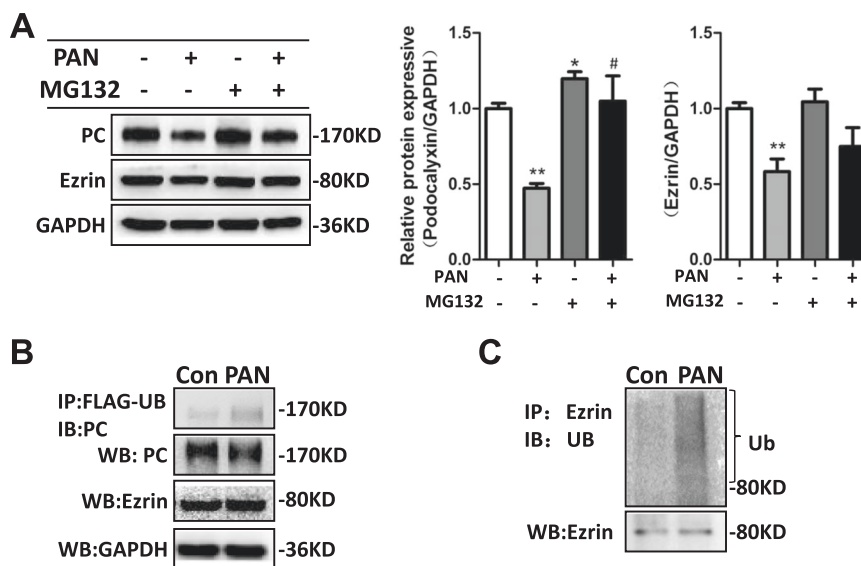 A
PAN - + - +
MG132 - - + +
PC -170KD
Ezrin -80KD
GAPDH -36KD
Relative protein expressive
(Podocalyxin/GAPDH)
1.5
1.0
0.5
0.0
** * #
PAN - + - +
MG132 - - + +
(Ezrin/GAPDH)
1.5
1.0
0.5
0.0
**
PAN - + - +
MG132 - - + +
B
Con PAN
IP:FLAG-UB
IB:PC
-170KD
WB: PC -170KD
WB:Ezrin -80KD
WB:GAPDH -36KD
C
Con PAN
IP: Ezrin
IB: UB
Ub
-80KD
WB:Ezrin -80KD